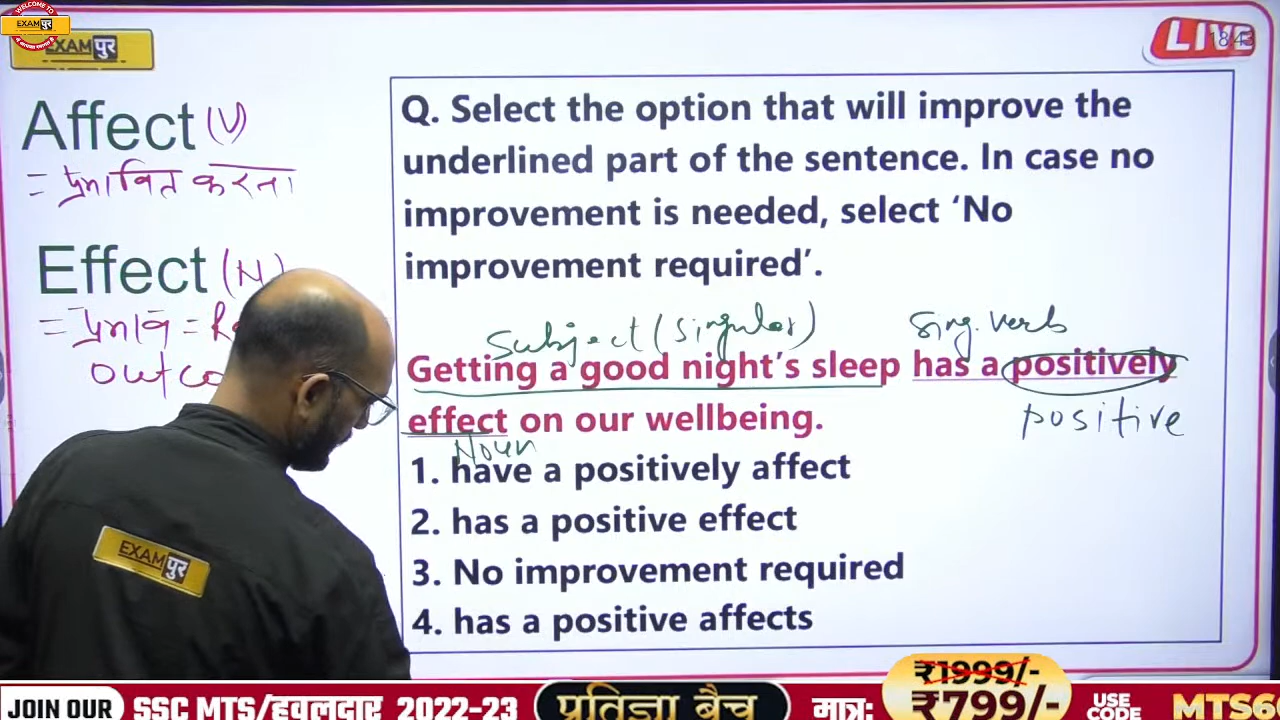 WELCOME TO
EXAMपुर
EXAMपुर
LIVE
18:43
Affect (V)
= प्रभावित करना
Effect (N)
= प्रभाव =
Q. Select the option that will improve the
underlined part of the sentence. In case no
improvement is needed, select ‘No
improvement required’.
Subject (Singular) Sing. verb
Getting a good night’s sleep has a positively
positive
effect on our wellbeing.
Noun
1. have a positively affect
2. has a positive effect
3. No improvement required
4. has a positive affects
EXAMपुर
JOIN OUR SSC MTS/हवलदार 2022-23 प्रतिज्ञा बैच मात्र: ₹1999/- ₹799/- USE CODE MTS6